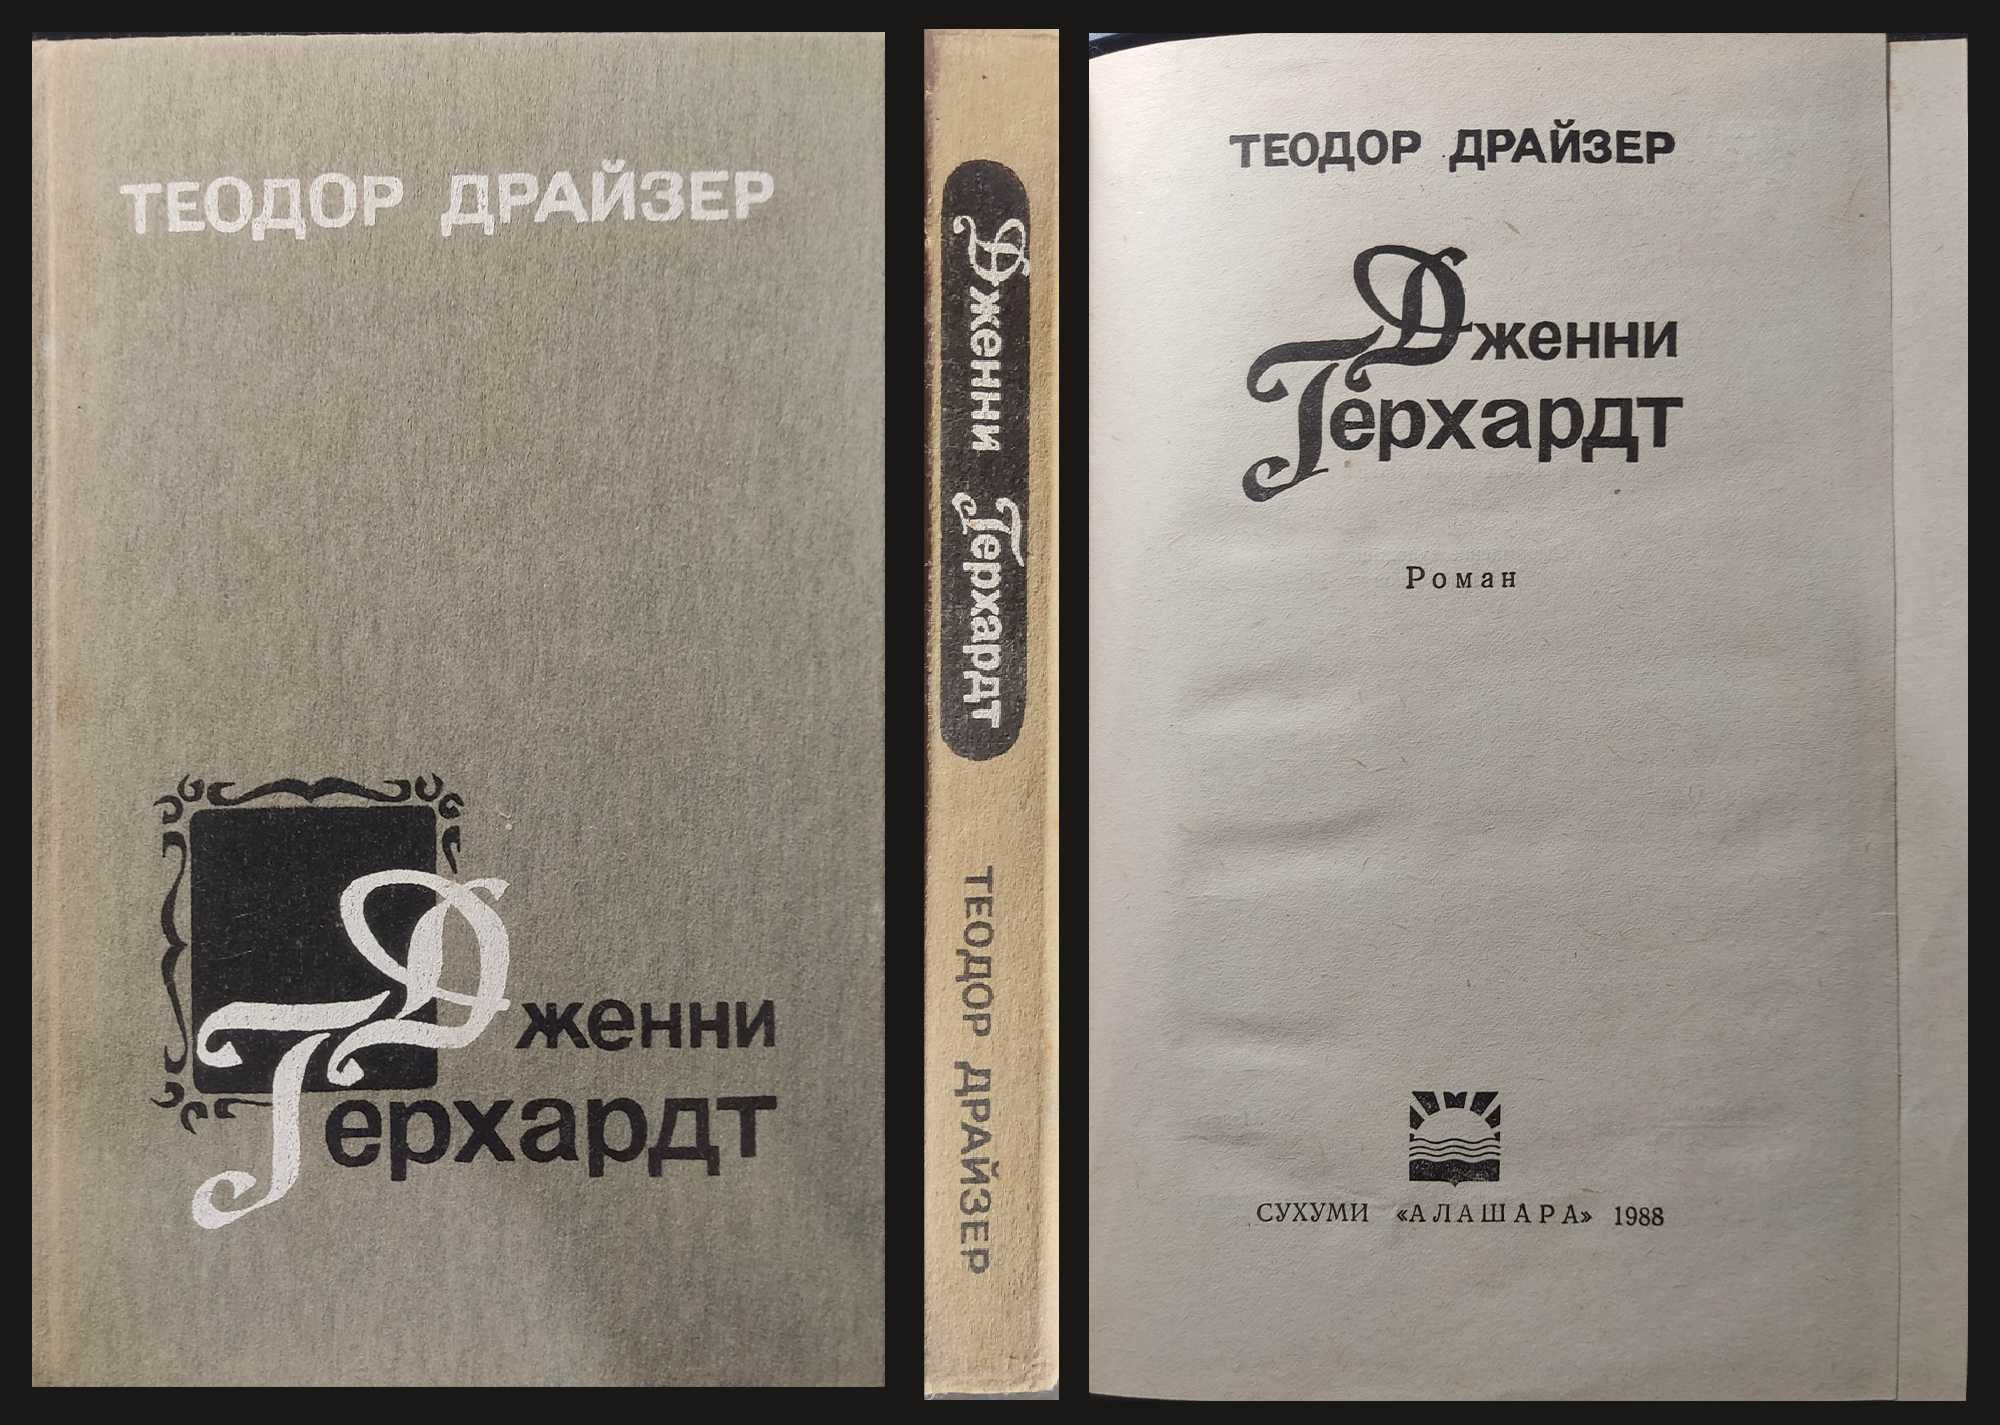 ТЕОДОР ДРАЙЗЕР
Дженни
Герхардт
Дженни Герхардт
ТЕОДОР ДРАЙЗЕР
ТЕОДОР ДРАЙЗЕР
Дженни
Герхардт
Роман
СУХУМИ «АЛАШАРА» 1988